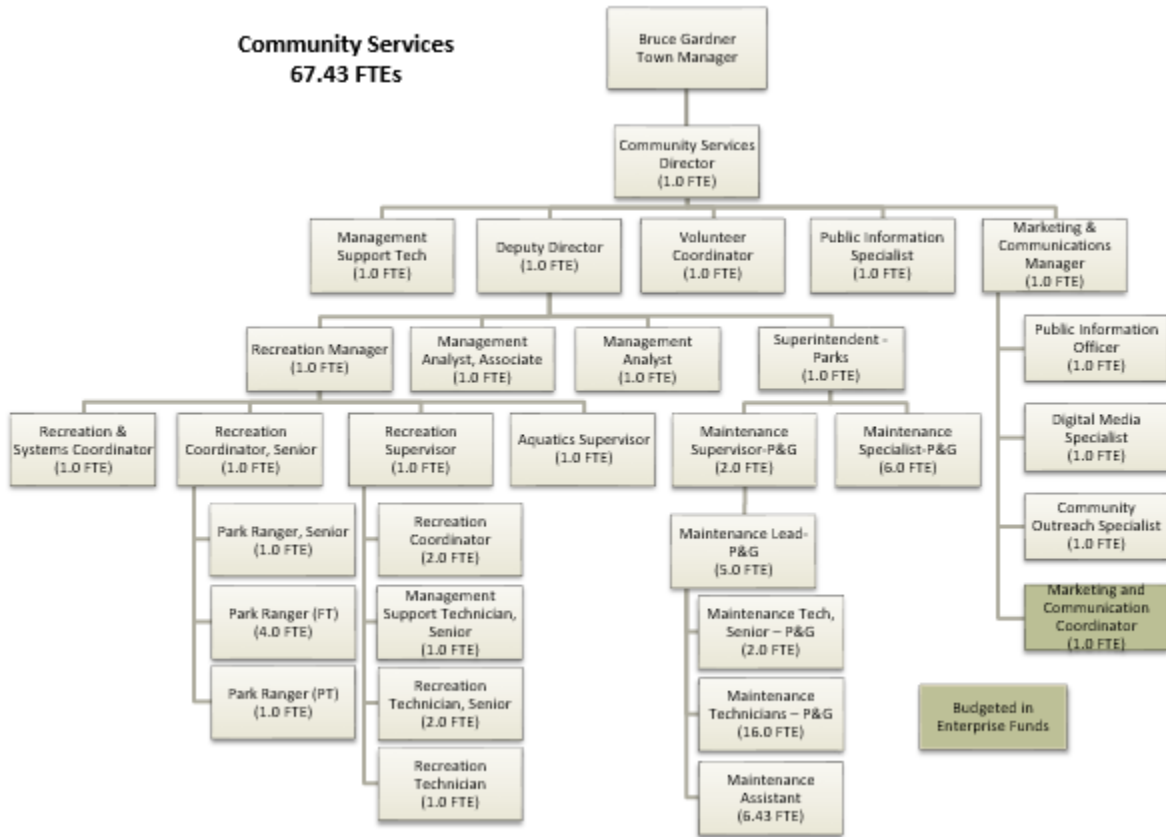 Community Services
67.43 FTEs
Bruce Gardner
Town Manager
Community Services
Director
(1.0 FTE)
Management
Support Tech
(1.0 FTE)
Deputy Director
(1.0 FTE)
Volunteer
Coordinator
(1.0 FTE)
Public Information
Specialist
(1.0 FTE)
Marketing &
Communications
Manager
(1.0 FTE)
Recreation Manager
(1.0 FTE)
Management
Analyst, Associate
(1.0 FTE)
Management
Analyst
(1.0 FTE)
Superintendent -
Parks
(1.0 FTE)
Public Information
Officer
(1.0 FTE)
Recreation &
Systems Coordinator
(1.0 FTE)
Recreation
Coordinator, Senior
(1.0 FTE)
Recreation
Supervisor
(1.0 FTE)
Aquatics Supervisor
(1.0 FTE)
Maintenance
Supervisor-P&G
(2.0 FTE)
Maintenance
Specialist-P&G
(6.0 FTE)
Digital Media
Specialist
(1.0 FTE)
Park Ranger, Senior
(1.0 FTE)
Recreation
Coordinator
(2.0 FTE)
Maintenance Lead-
P&G
(5.0 FTE)
Community
Outreach Specialist
(1.0 FTE)
Park Ranger (FT)
(4.0 FTE)
Management
Support Technician,
Senior
(1.0 FTE)
Maintenance Tech,
Senior – P&G
(2.0 FTE)
Marketing and
Communication
Coordinator
(1.0 FTE)
Park Ranger (PT)
(1.0 FTE)
Recreation
Technician, Senior
(2.0 FTE)
Maintenance
Technicians – P&G
(16.0 FTE)
Budgeted in
Enterprise Funds
Recreation
Technician
(1.0 FTE)
Maintenance
Assistant
(6.43 FTE)